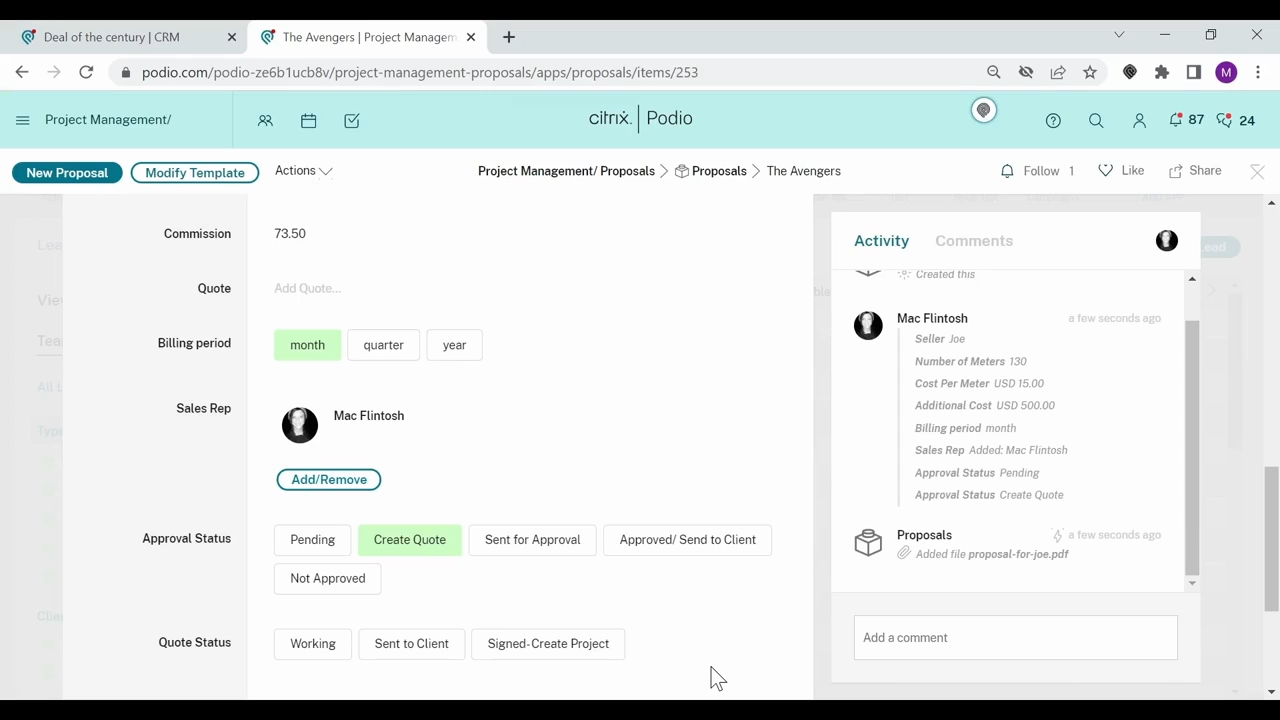 Deal of the century | CRM
The Avengers | Project Managem
podio.com/podio-ze6b1ucb8v/project-management-proposals/apps/proposals/items/253
M
Project Management/
citrix. | Podio
87
24
New Proposal
Modify Template
Actions
Project Management/ Proposals
Proposals
The Avengers
Follow 1
Like
Share
Commission
73.50
Quote
Add Quote...
Billing period
month
quarter
year
Sales Rep
Mac Flintosh
Add/Remove
Approval Status
Pending
Create Quote
Sent for Approval
Approved/ Send to Client
Not Approved
Quote Status
Working
Sent to Client
Signed-Create Project
Activity
Comments
Created this
Mac Flintosh
a few seconds ago
Seller Joe
Number of Meters 130
Cost Per Meter USD 15.00
Additional Cost USD 500.00
Billing period month
Sales Rep Added: Mac Flintosh
Approval Status Pending
Approval Status Create Quote
Proposals
a few seconds ago
Added file proposal-for-joe.pdf
Add a comment